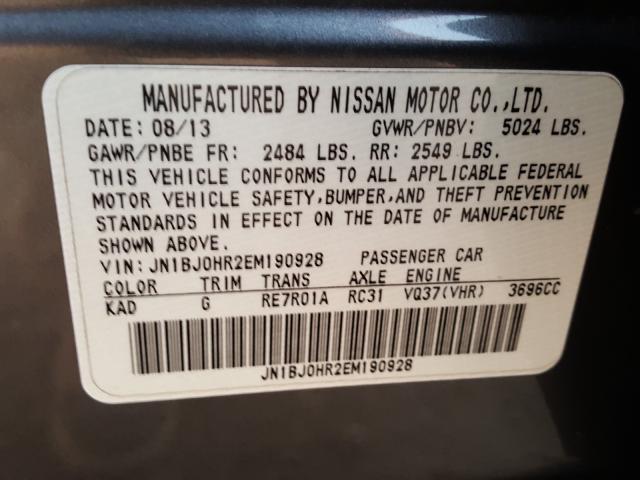 MANUFACTURED BY NISSAN MOTOR CO.,LTD.
DATE: 08/13 GVWR/PNBV: 5024 LBS.
GAWR/PNBE FR: 2484 LBS. RR: 2549 LBS.
THIS VEHICLE CONFORMS TO ALL APPLICABLE FEDERAL
MOTOR VEHICLE SAFETY,BUMPER,AND THEFT PREVENTION
STANDARDS IN EFFECT ON THE DATE OF MANUFACTURE
SHOWN ABOVE.
VIN: JN1BJ0HR2EM190928 PASSENGER CAR
COLOR TRIM TRANS AXLE ENGINE
KAD G RE7R01A RC31 VQ37(VHR) 3696CC
JN1BJ0HR2EM190928